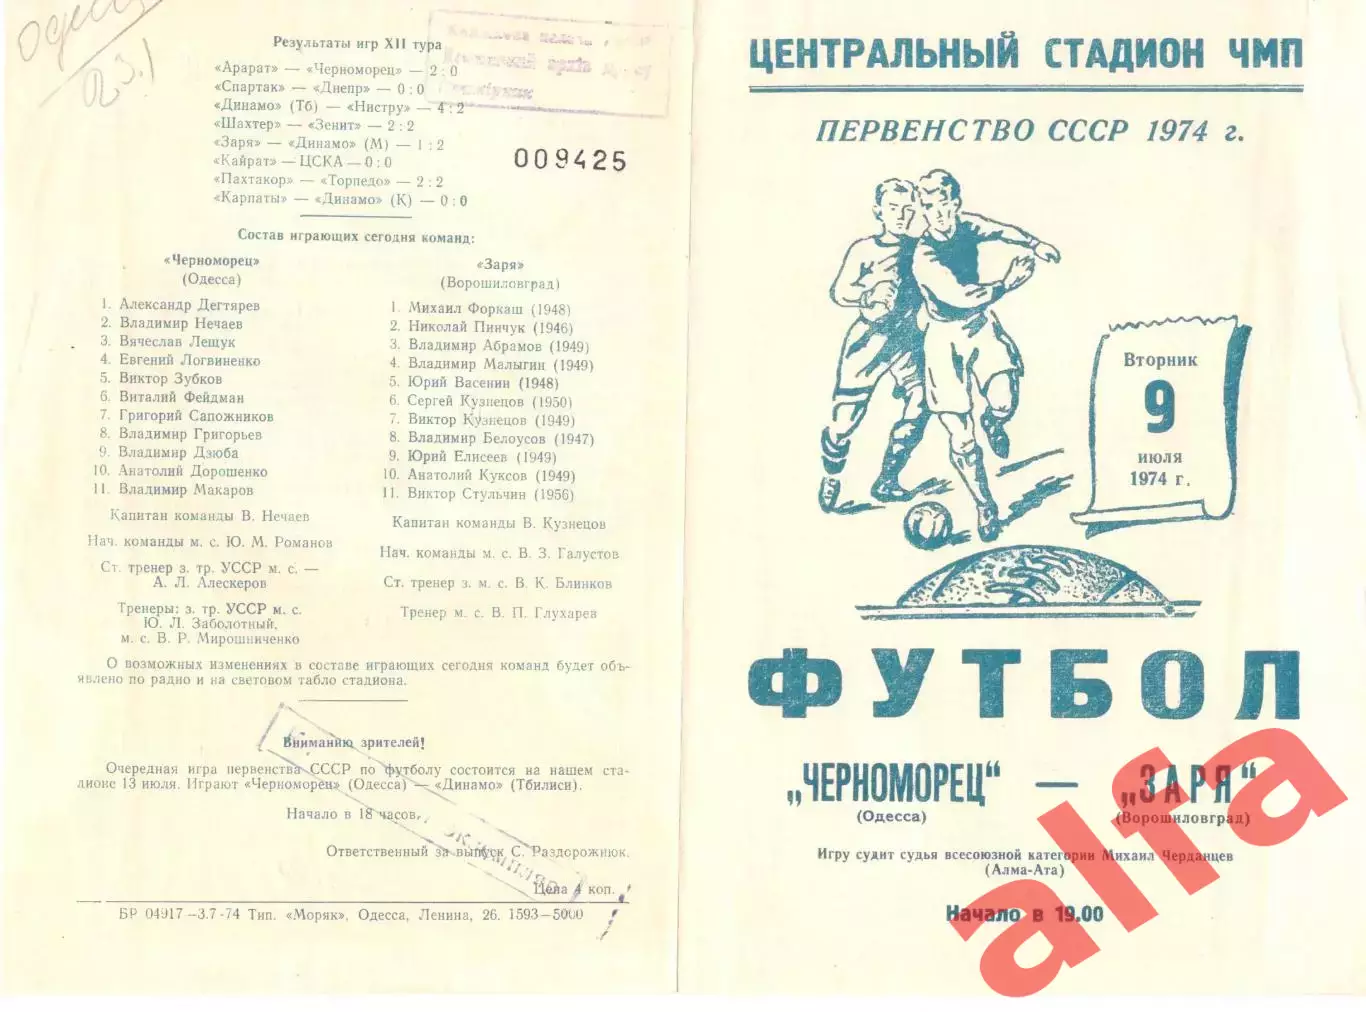 Одесса
23.1
Результаты игр XII тура
«Арарат» — «Черноморец» — 2 : 0
«Спартак» — «Днепр» — 0 : 0
«Динамо» (Тб) — «Нистру» — 4 : 2
«Шахтер» — «Зенит» — 2 : 2
«Заря» — «Динамо» (М) — 1 : 2
«Кайрат» — ЦСКА — 0 : 0
«Пахтакор» — «Торпедо» — 2 : 2
«Карпаты» — «Динамо» (К) — 0 : 0
009425
Состав играющих сегодня команд:
«Черноморец»
(Одесса)
1. Александр Дегтярев
2. Владимир Нечаев
3. Вячеслав Лещук
4. Евгений Логвиненко
5. Виктор Зубков
6. Виталий Фейдман
7. Григорий Сапожников
8. Владимир Григорьев
9. Владимир Дзюба
10. Анатолий Дорошенко
11. Владимир Макаров
Капитан команды В. Нечаев
Нач. команды м. с. Ю. М. Романов
Ст. тренер з. тр. УССР м. с. —
А. Л. Алескеров
Тренеры: з. тр. УССР м. с.
Ю. Л. Заболотный,
м. с. В. Р. Мирошниченко
«Заря»
(Ворошиловград)
1. Михаил Форкаш (1948)
2. Николай Пинчук (1946)
3. Владимир Абрамов (1949)
4. Владимир Малыгин (1949)
5. Юрий Васенин (1948)
6. Сергей Кузнецов (1950)
7. Виктор Кузнецов (1949)
8. Владимир Белоусов (1947)
9. Юрий Елисеев (1949)
10. Анатолий Куксов (1949)
11. Виктор Стульчин (1956)
Капитан команды В. Кузнецов
Нач. команды м. с. В. З. Галустов
Ст. тренер з. м. с. В. К. Блинков
Тренер м. с. В. П. Глухарев
О возможных изменениях в составе играющих сегодня команд будет объ-
явлено по радио и на световом табло стадиона.
Вниманию зрителей!
Очередная игра первенства СССР по футболу состоится на нашем ста-
дионе 13 июля. Играют «Черноморец» (Одесса) — «Динамо» (Тбилиси).
Начало в 18 часов.
Ответственный за выпуск С. Раздорожнюк.
Цена 4 коп.
БР 04917 —3.7-74 Тип. «Моряк», Одесса, Ленина, 26. 1593—5000
ЦЕНТРАЛЬНЫЙ СТАДИОН ЧМП
ПЕРВЕНСТВО СССР 1974 г.
Вторник
9
июля
1974 г.
ФУТБОЛ
„ЧЕРНОМОРЕЦ“ — „ЗАРЯ“
(Одесса) (Ворошиловград)
Игру судит судья всесоюзной категории Михаил Черданцев
(Алма-Ата)
Начало в 19.00
alfa